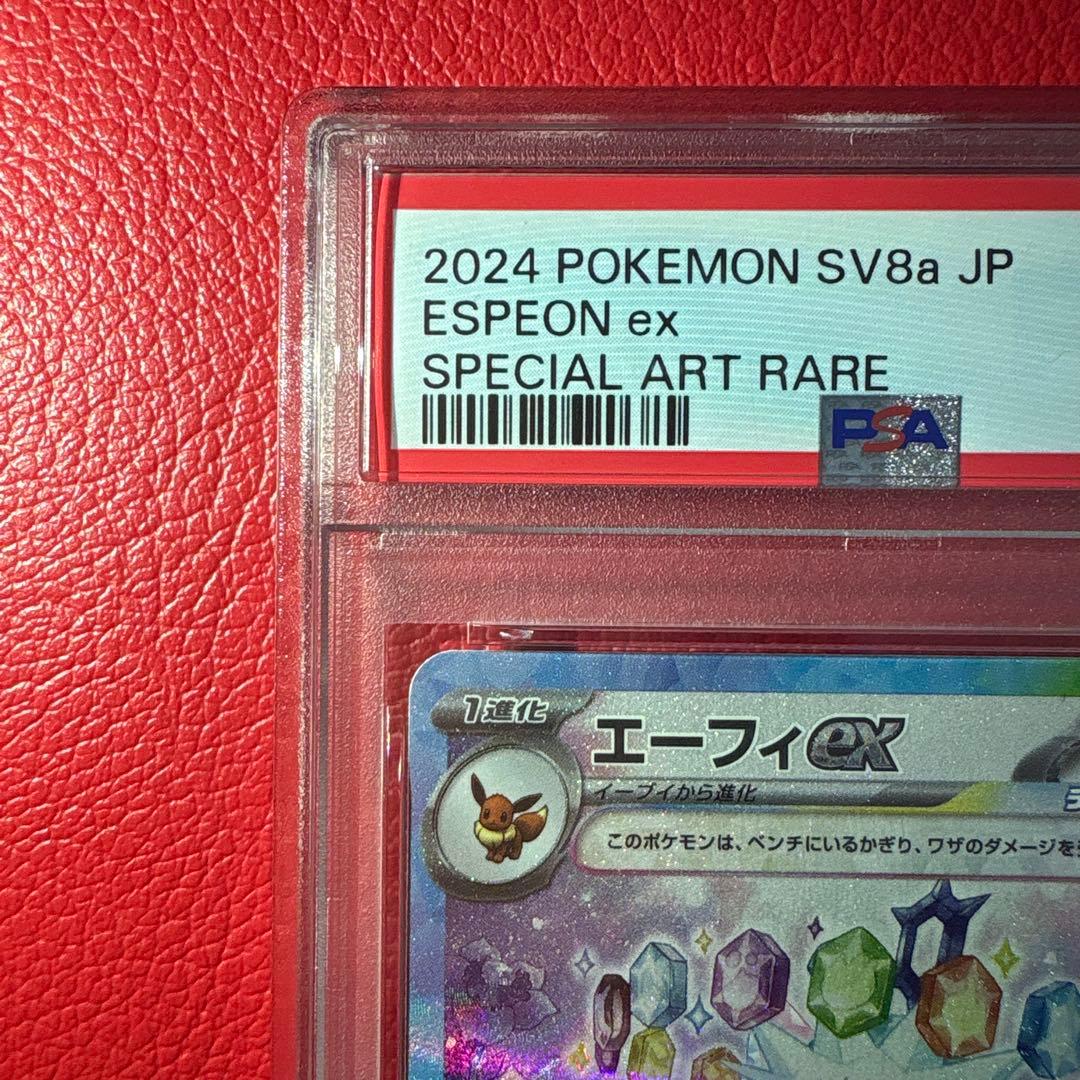 2024 POKEMON SV8a JP
ESPEON ex
SPECIAL ART RARE
PSA
1進化
エーフィex
イーブイから進化
このポケモンは、ベンチにいるかぎり、ワザのダメージを